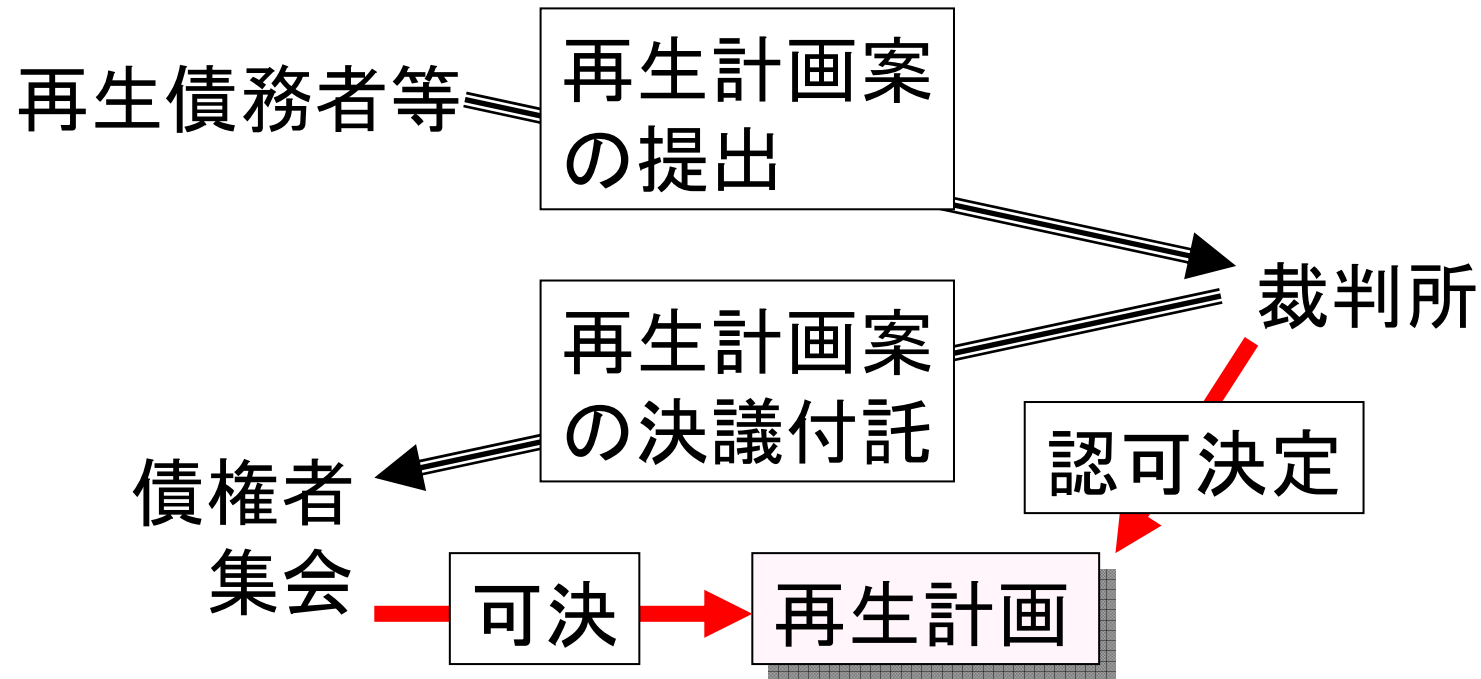 再生債務者等
再生計画案
の提出
裁判所
再生計画案
の決議付託
認可決定
債権者
集会
可決
再生計画